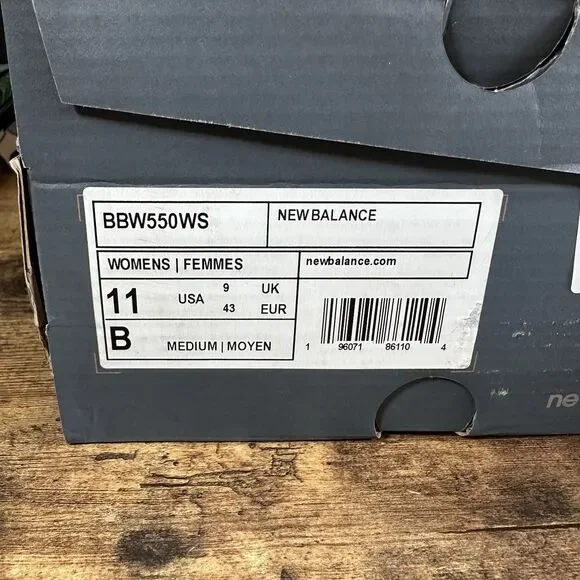 BBW550WS
NEW BALANCE
WOMENS | FEMMES
newbalance.com
11 USA 9 UK
43 EUR
B MEDIUM | MOYEN
1 96071 86110 4
ne